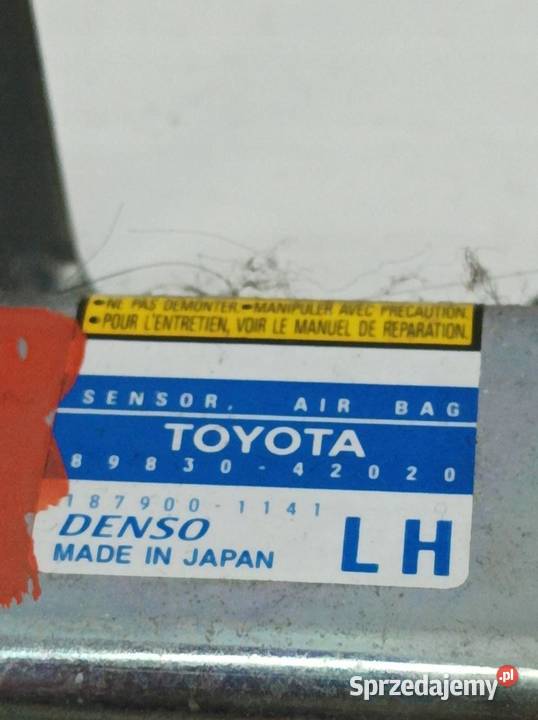 •NE PAS DEMONTER.•MANIPULER AVEC PRECAUTION.
•POUR L'ENTRETIEN, VOIR LE MANUEL DE REPARATION.
SENSOR, AIR BAG
TOYOTA
89830-42020
187900-1141
DENSO
LH
MADE IN JAPAN
Sprzedajemy.pl